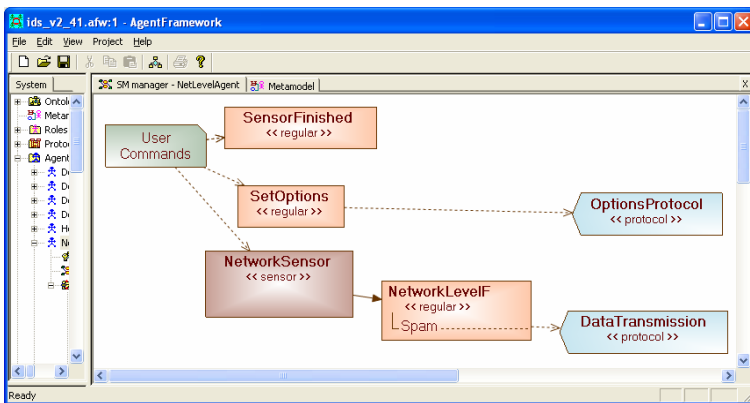 ids_v2_41.afw:1 - AgentFramework
File Edit View Project Help
System
SM manager - NetLevelAgent Metamodel X
Ontol
Metar
Roles
Proto
Agent
D
D
D
D
H
N
User
Commands
SensorFinished
<< regular >>
SetOptions
<< regular >>
OptionsProtocol
<< protocol >>
NetworkSensor
<< sensor >>
NetworkLevelF
<< regular >>
Spam
DataTransmission
<< protocol >>
Ready